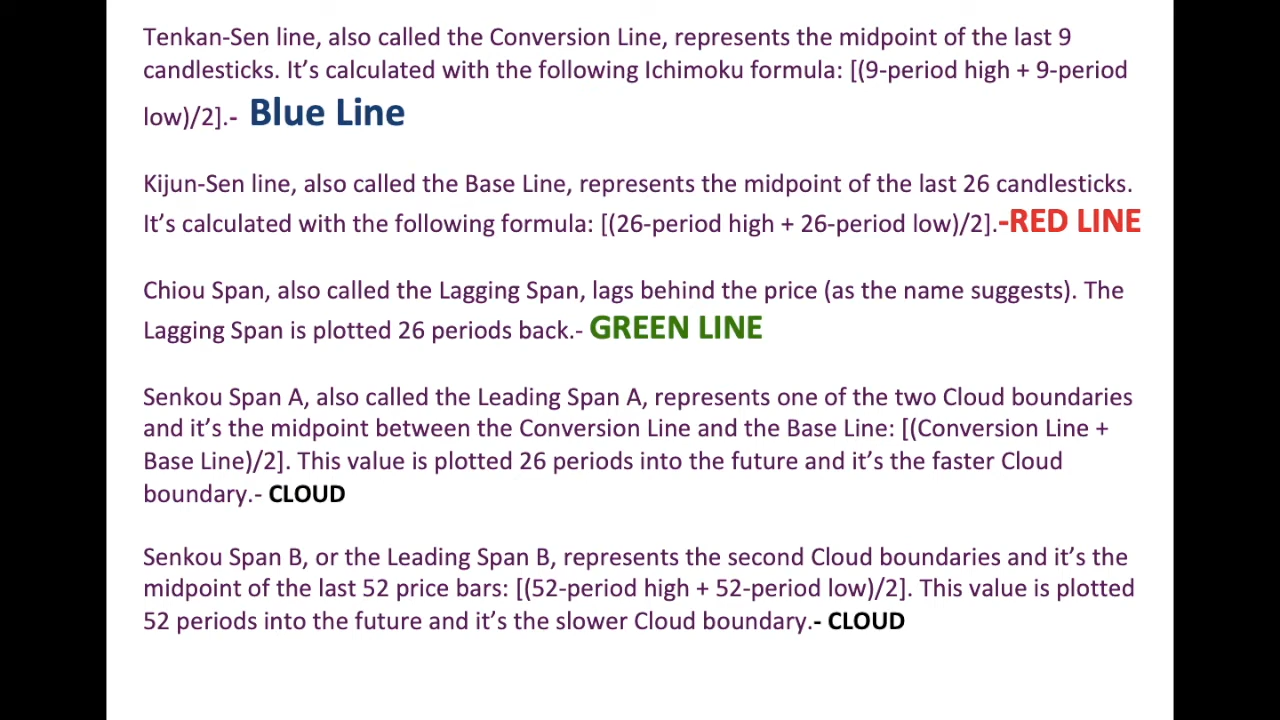 Tenkan-Sen line, also called the Conversion Line, represents the midpoint of the last 9
candlesticks. It’s calculated with the following Ichimoku formula: [(9-period high + 9-period
low)/2].- Blue Line
Kijun-Sen line, also called the Base Line, represents the midpoint of the last 26 candlesticks.
It’s calculated with the following formula: [(26-period high + 26-period low)/2].-RED LINE
Chiou Span, also called the Lagging Span, lags behind the price (as the name suggests). The
Lagging Span is plotted 26 periods back.- GREEN LINE
Senkou Span A, also called the Leading Span A, represents one of the two Cloud boundaries
and it’s the midpoint between the Conversion Line and the Base Line: [(Conversion Line +
Base Line)/2]. This value is plotted 26 periods into the future and it’s the faster Cloud
boundary.- CLOUD
Senkou Span B, or the Leading Span B, represents the second Cloud boundaries and it’s the
midpoint of the last 52 price bars: [(52-period high + 52-period low)/2]. This value is plotted
52 periods into the future and it’s the slower Cloud boundary.- CLOUD